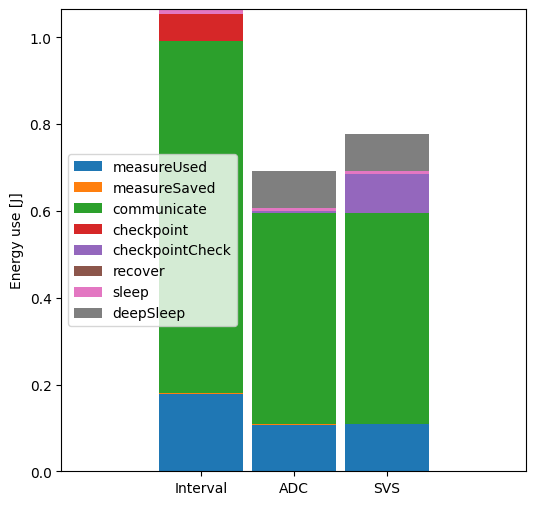 1.0
0.8
0.6
0.4
0.2
0.0
Energy use [J]
measureUsed
measureSaved
communicate
checkpoint
checkpointCheck
recover
sleep
deepSleep
Interval
ADC
SVS